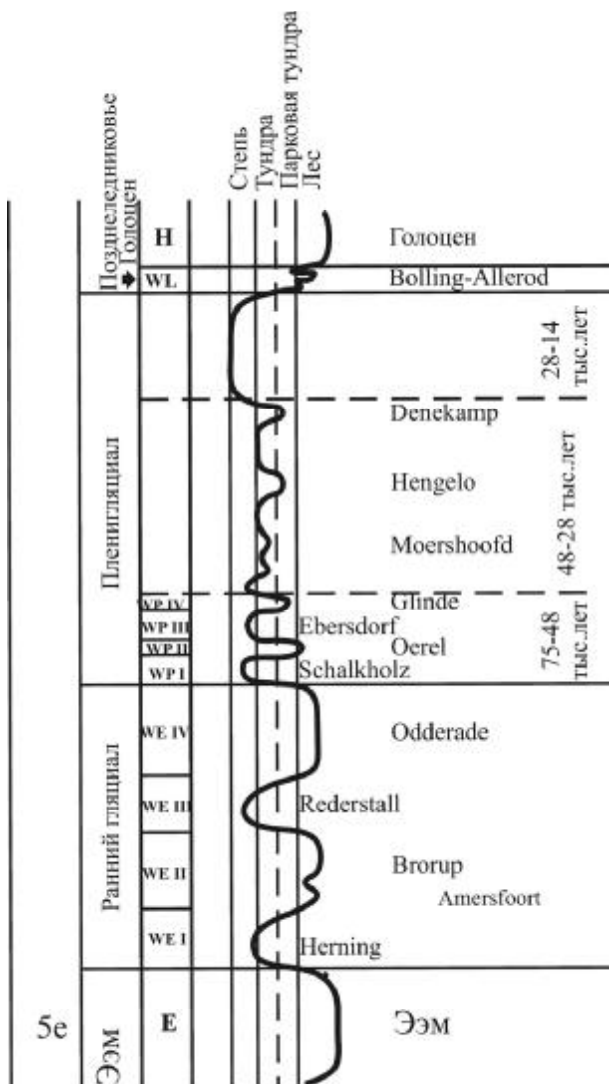 Позднеледниковье
Голоцен
Степь
Тундра
Парковая тундра
Лес
H
Голоцен
WL
Bolling-Allerod
Пленигляциал
28-14
тыс.лет
Denekamp
Hengelo
Moershoofd
48-28 тыс.лет
WP IV
Glinde
WP III
Ebersdorf
WP II
Oerel
WP I
Schalkholz
75-48
тыс.лет
Ранний гляциал
WE IV
Odderade
WE III
Rederstall
WE II
Brorup
Amersfoort
WE I
Herning
5e
Ээм
E
Ээм